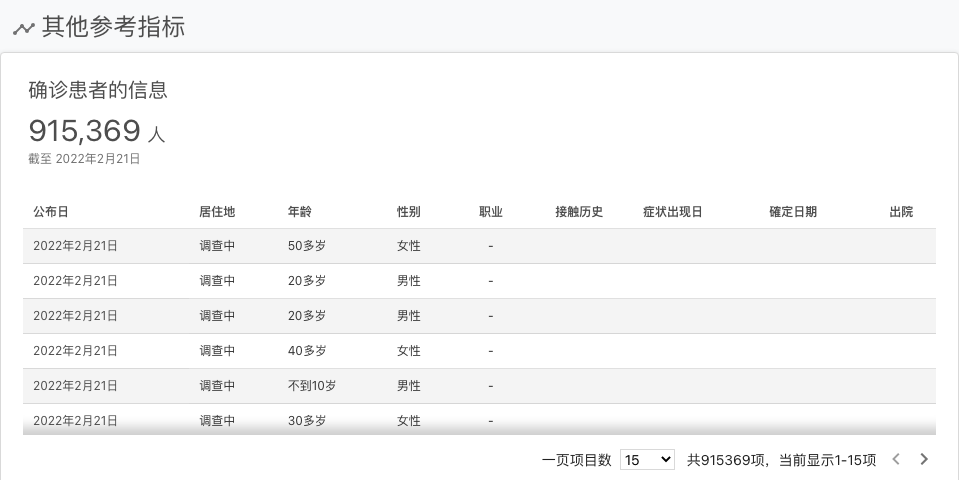 其他参考指标
确诊患者的信息
915,369 人
截至 2022年2月21日
公布日 居住地 年龄 性别 职业 接触历史 症状出现日 確定日期 出院
2022年2月21日 调查中 50多岁 女性 -
2022年2月21日 调查中 20多岁 男性 -
2022年2月21日 调查中 20多岁 男性 -
2022年2月21日 调查中 40多岁 女性 -
2022年2月21日 调查中 不到10岁 男性 -
2022年2月21日 调查中 30多岁 女性 -
一页项目数 15 共915369项，当前显示1-15项